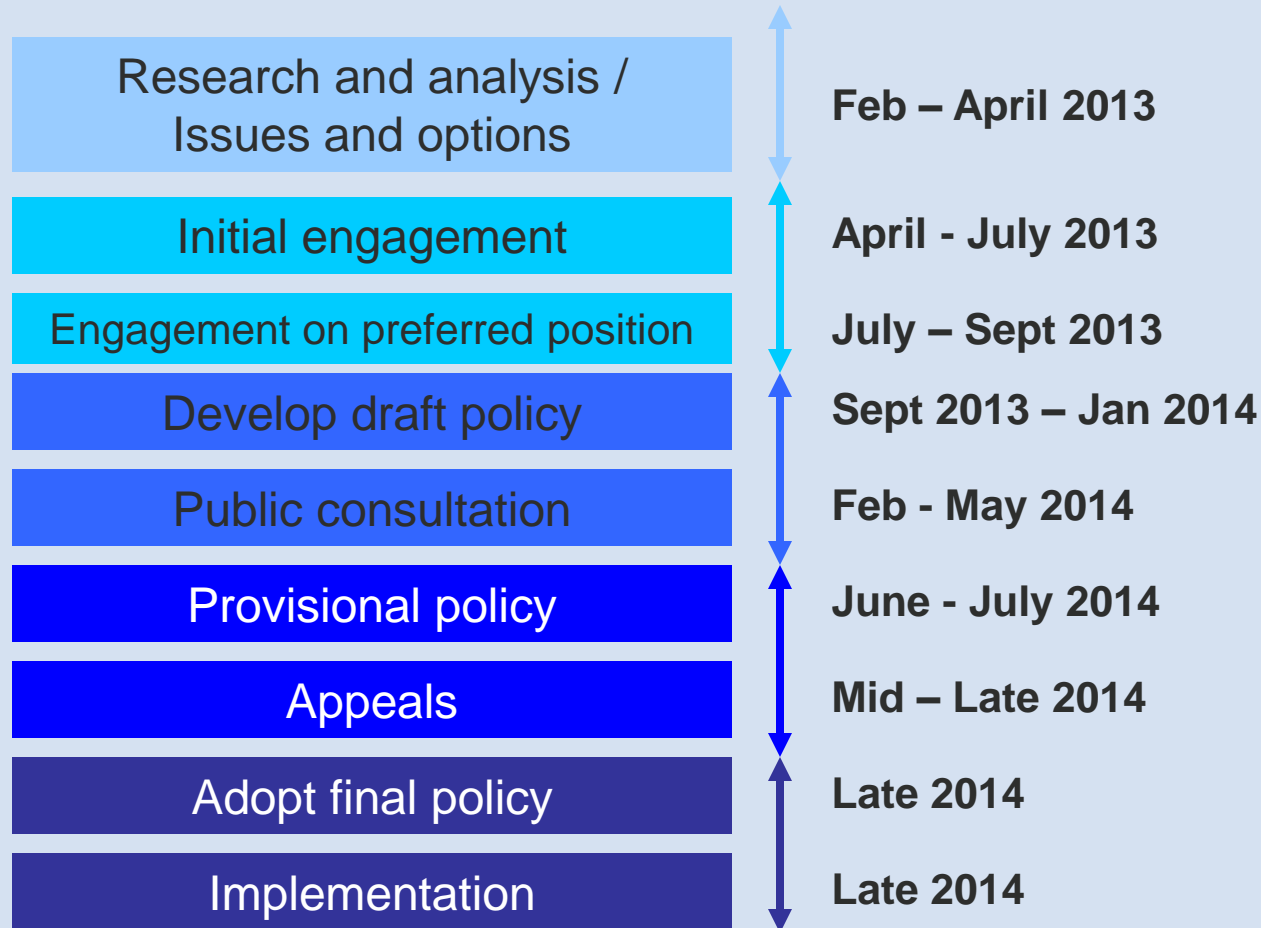 Research and analysis /
Issues and options
Feb – April 2013
Initial engagement
April - July 2013
Engagement on preferred position
July – Sept 2013
Develop draft policy
Sept 2013 – Jan 2014
Public consultation
Feb - May 2014
Provisional policy
June - July 2014
Appeals
Mid – Late 2014
Adopt final policy
Late 2014
Implementation
Late 2014